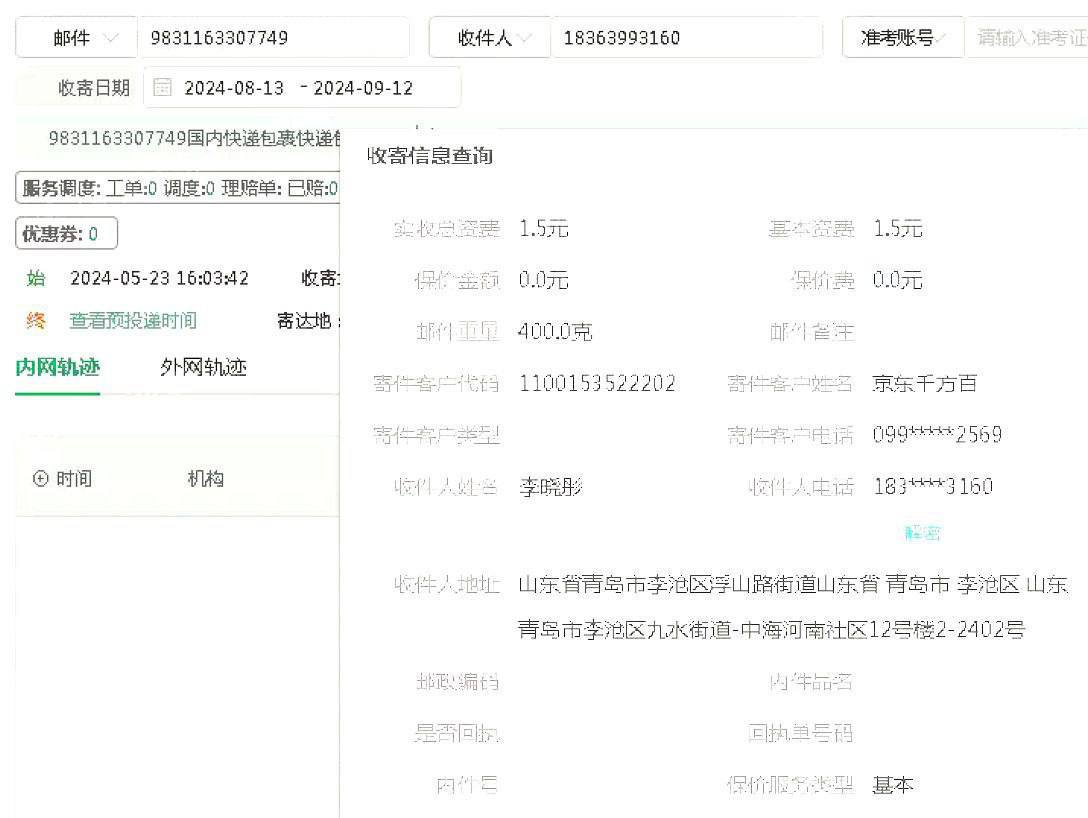 邮件 9831163307749 收件人 18363993160 准考账号 请输入准考证
收寄日期 2024-08-13 - 2024-09-12
9831163307749国内快递包裹快递包
收寄信息查询
服务调度: 工单:0 调度:0 理赔单: 已赔:0
优惠券: 0
始 2024-05-23 16:03:42 收寄
终 查看预投递时间 寄达地:
内网轨迹 外网轨迹
时间 机构
实收总资费 1.5元 基本资费 1.5元
保价金额 0.0元 保价费 0.0元
邮件重量 400.0克 邮件备注
寄件客户代码 1100153522202 寄件客户姓名 京东千方百
寄件客户类型 寄件客户电话 099*****2569
收件人姓名 李晓彤 收件人电话 183****3160
解密
收件人地址 山东省青岛市李沧区浮山路街道山东省 青岛市 李沧区 山东
青岛市李沧区九水街道-中海河南社区12号楼2-2402号
邮政编码 内件品名
是否回执 回执单号码
内件号 保价服务类型 基本